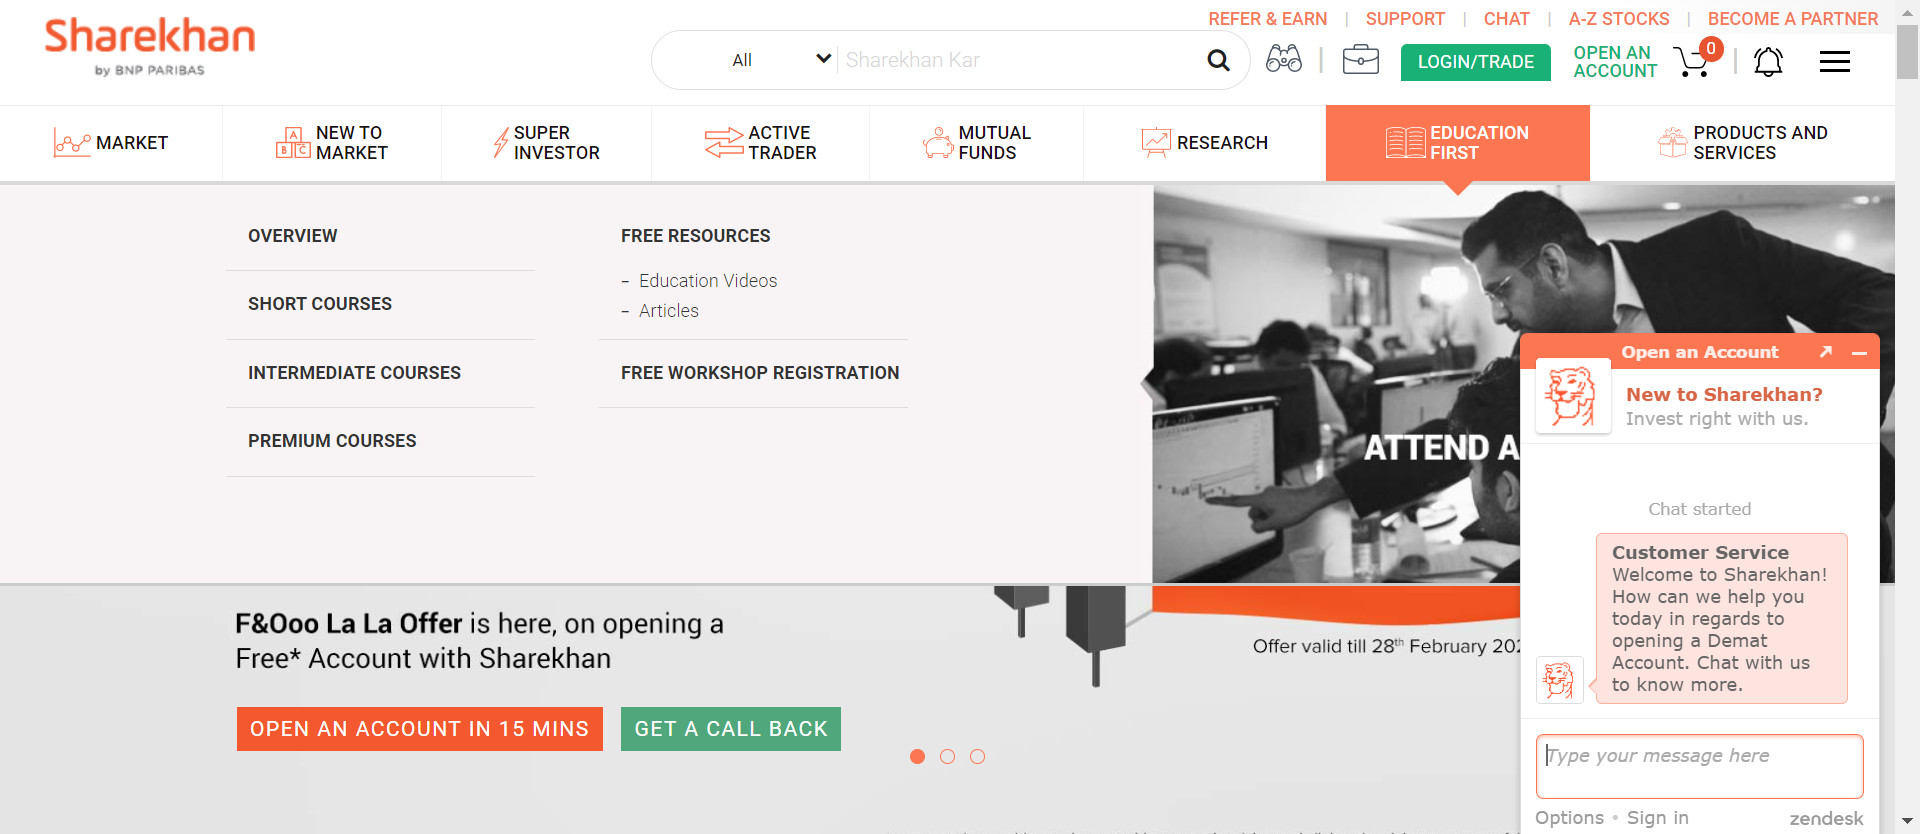 REFER & EARN | SUPPORT | CHAT | A-Z STOCKS | BECOME A PARTNER
Sharekhan
by BNP PARIBAS
All
Sharekhan Kar
LOGIN/TRADE
OPEN AN
ACCOUNT
0
MARKET
NEW TO
MARKET
A
B C
SUPER
INVESTOR
ACTIVE
TRADER
MUTUAL
FUNDS
RESEARCH
EDUCATION
FIRST
PRODUCTS AND
SERVICES
OVERVIEW
SHORT COURSES
INTERMEDIATE COURSES
PREMIUM COURSES
FREE RESOURCES
- Education Videos
- Articles
FREE WORKSHOP REGISTRATION
ATTEND A
F&Ooo La La Offer is here, on opening a
Free* Account with Sharekhan
OPEN AN ACCOUNT IN 15 MINS
GET A CALL BACK
Offer valid till 28th February 202
Open an Account
New to Sharekhan?
Invest right with us.
Chat started
Customer Service
Welcome to Sharekhan!
How can we help you
today in regards to
opening a Demat
Account. Chat with us
to know more.
Type your message here
Options • Sign in
zendesk